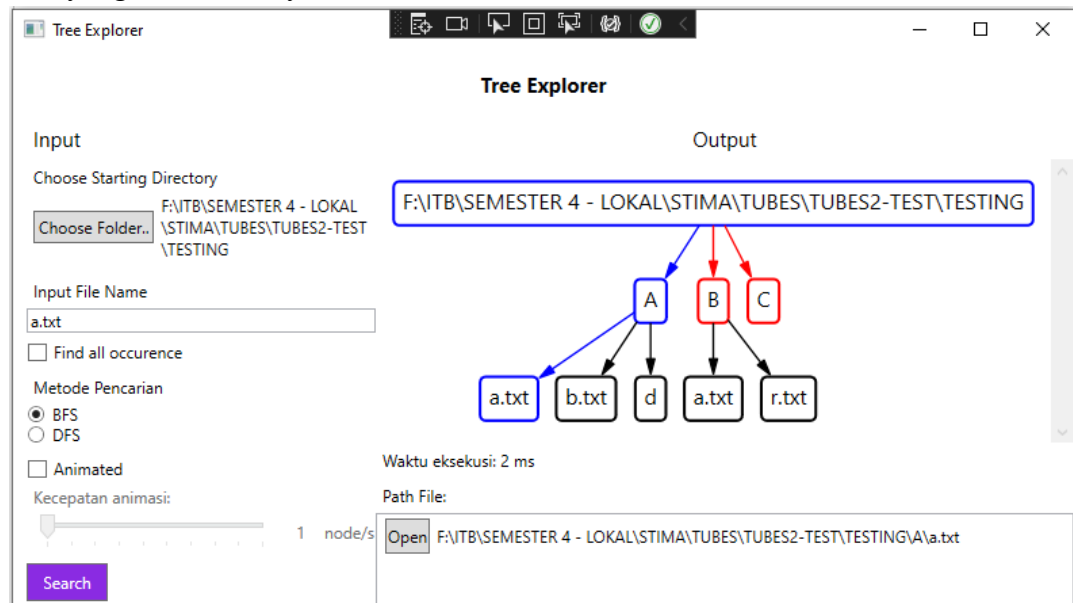 Tree Explorer
Tree Explorer
Input
Choose Starting Directory
Choose Folder..
F:\ITB\SEMESTER 4 - LOKAL
\STIMA\TUBES\TUBES2-TEST
\TESTING
Input File Name
a.txt
Find all occurence
Metode Pencarian
BFS
DFS
Animated
Kecepatan animasi:
1 node/s
Search
Output
F:\ITB\SEMESTER 4 - LOKAL\STIMA\TUBES\TUBES2-TEST\TESTING
A B C
a.txt b.txt d a.txt r.txt
Waktu eksekusi: 2 ms
Path File:
Open F:\ITB\SEMESTER 4 - LOKAL\STIMA\TUBES\TUBES2-TEST\TESTING\A\a.txt